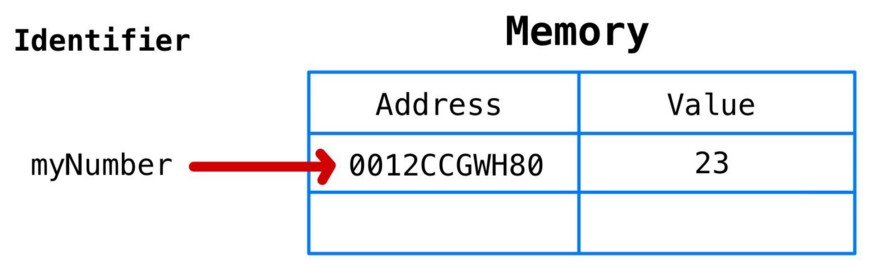 Identifier
Memory
Address Value
myNumber 0012CCGWH80 23